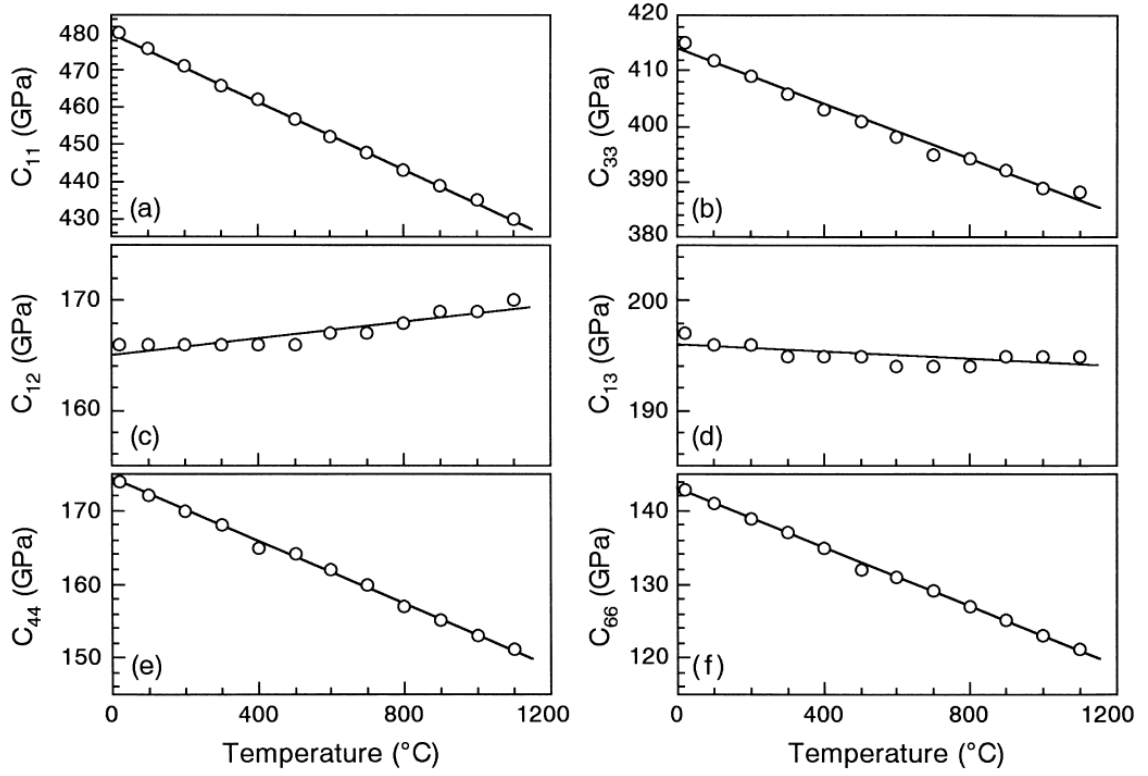 C11 (GPa)
480
470
460
450
440
430
(a)
C33 (GPa)
420
410
400
390
380
(b)
C12 (GPa)
170
160
(c)
C13 (GPa)
200
190
(d)
C44 (GPa)
170
160
150
(e)
0 400 800 1200
Temperature (°C)
C66 (GPa)
140
130
120
(f)
0 400 800 1200
Temperature (°C)